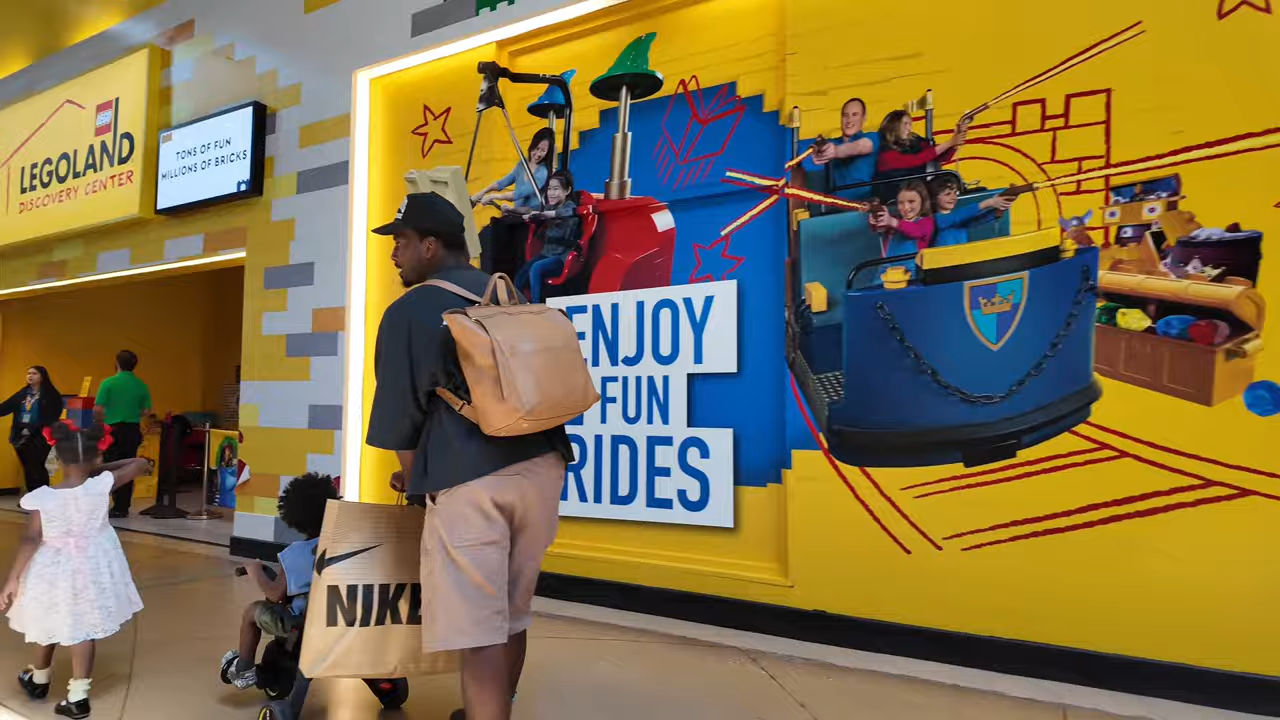 LEGO
LEGOLAND
DISCOVERY CENTER
TONS OF FUN
MILLIONS OF BRICKS
ENJOY
FUN
RIDES
NIKE